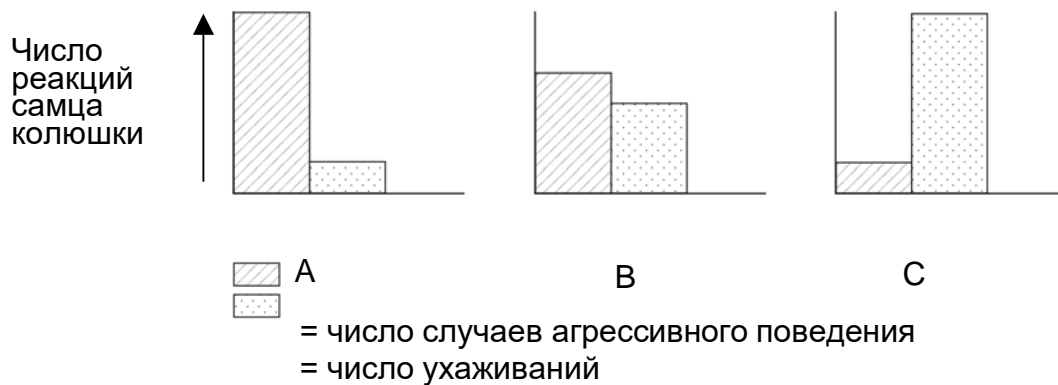 Число
реакций
самца
колюшки
А
В
С
= число случаев агрессивного поведения
= число ухаживаний